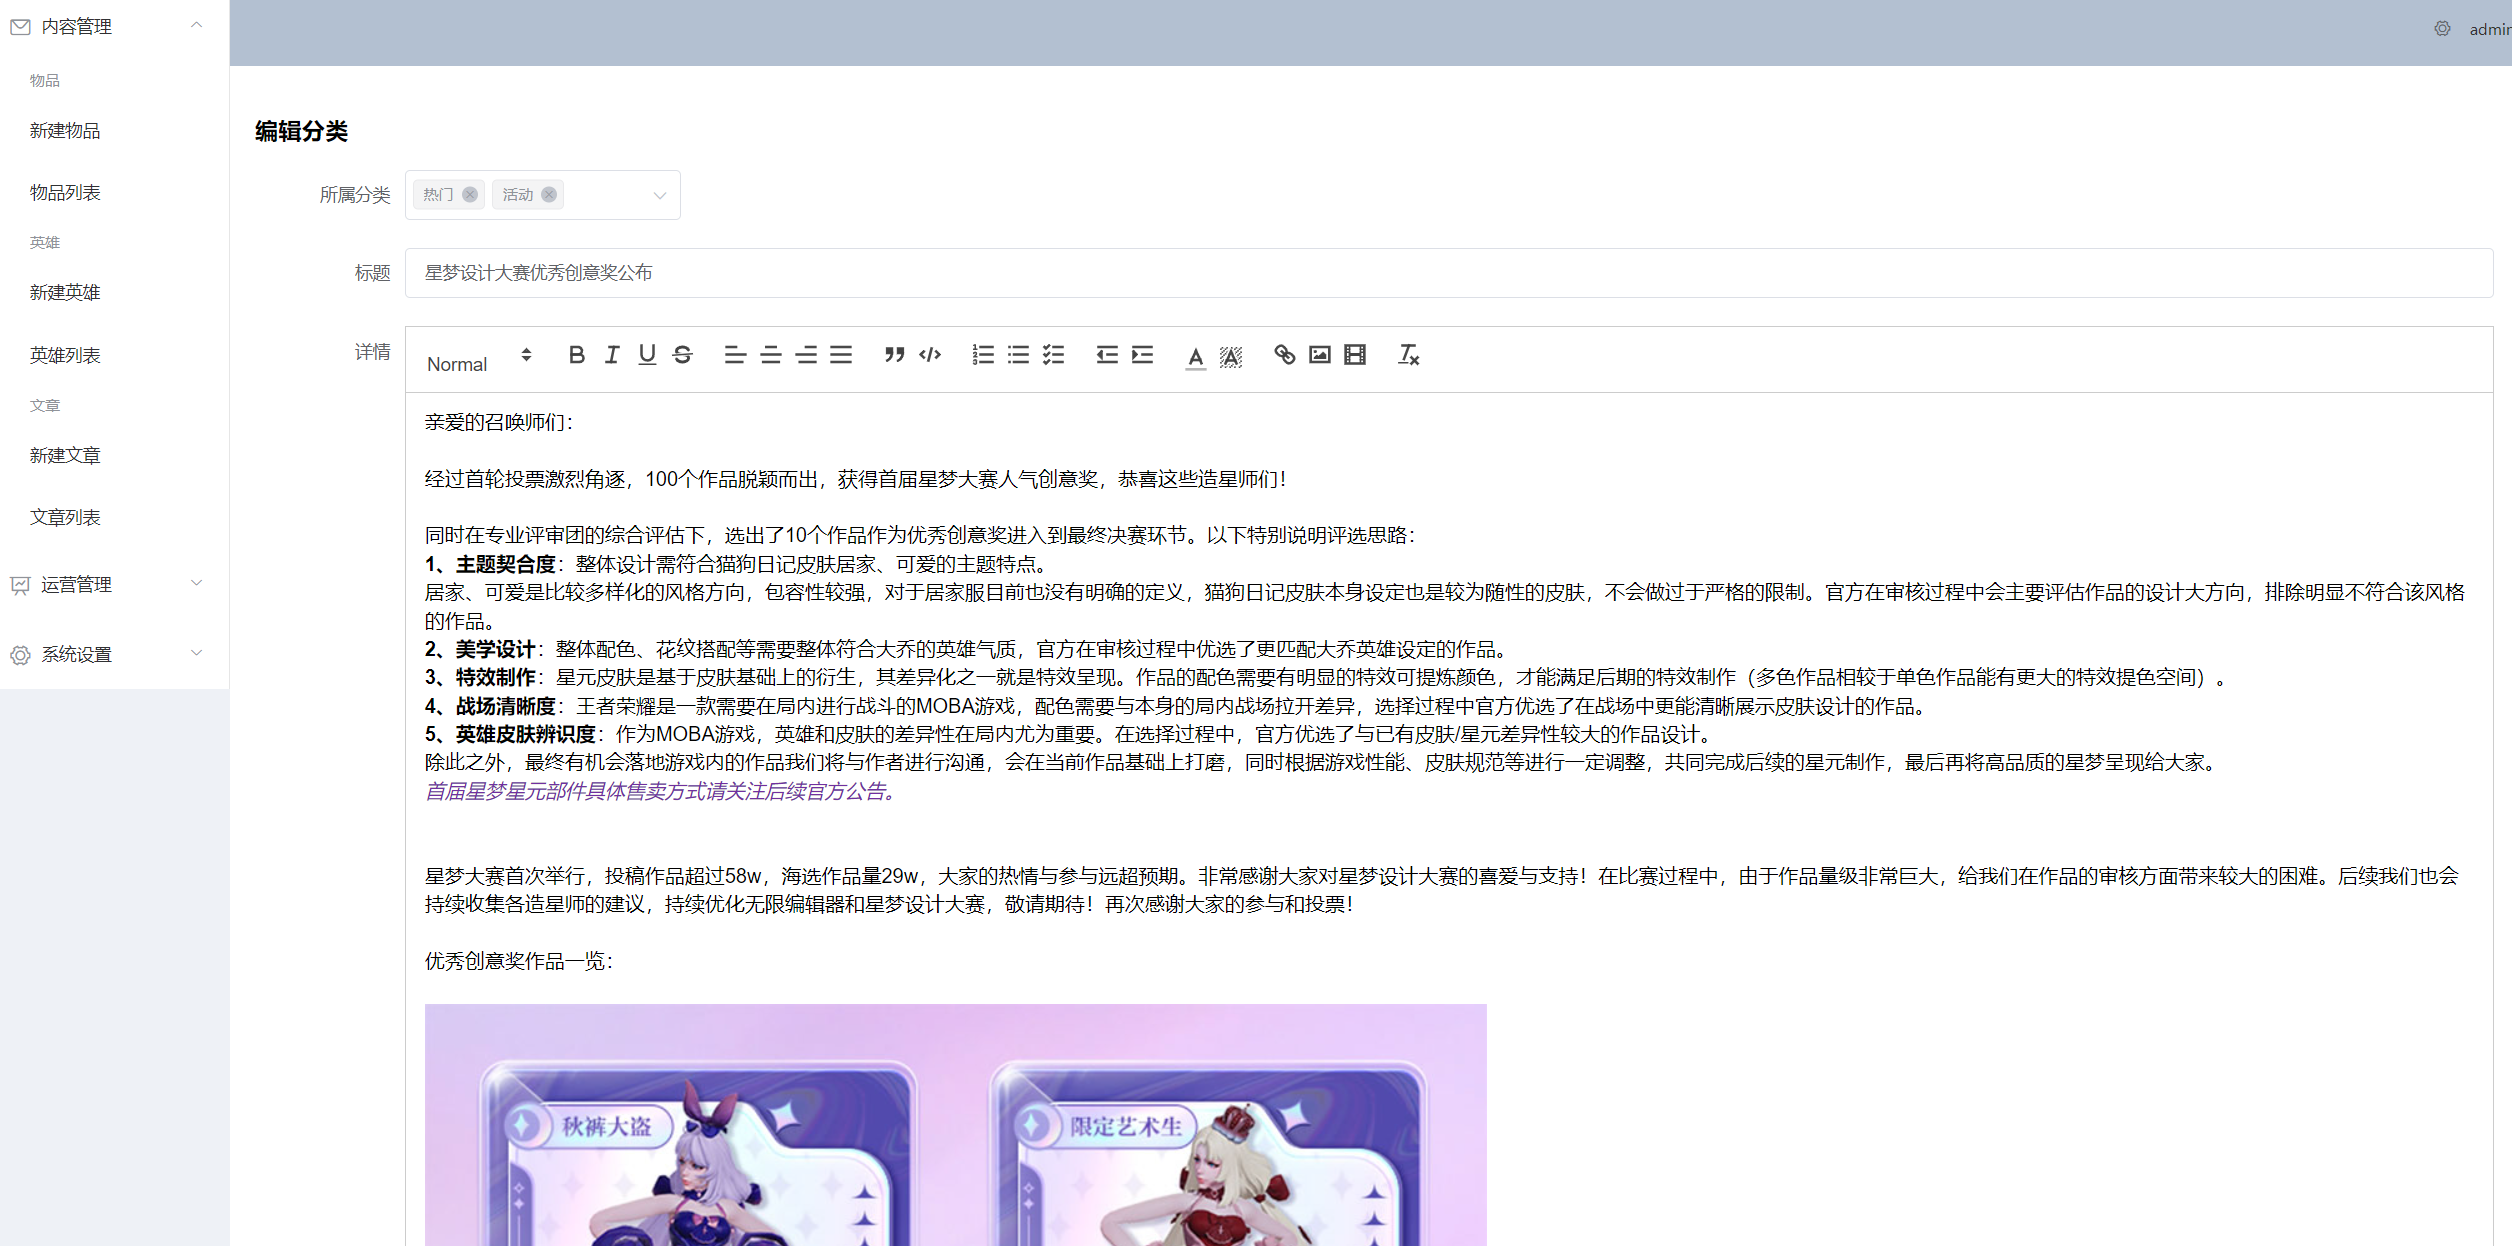 内容管理
物品
新建物品
物品列表
英雄
新建英雄
英雄列表
文章
新建文章
文章列表
运营管理
系统设置
admin
编辑分类
所属分类
热门
活动
标题
星梦设计大赛优秀创意奖公布
详情
Normal
亲爱的召唤师们：
经过首轮投票激烈角逐，100个作品脱颖而出，获得首届星梦大赛人气创意奖，恭喜这些造星师们！
同时在专业评审团的综合评估下，选出了10个作品作为优秀创意奖进入到最终决赛环节。以下特别说明评选思路：
1、主题契合度：整体设计需符合猫狗日记皮肤居家、可爱的主题特点。
居家、可爱是比较多样化的风格方向，包容性较强，对于居家服目前也没有明确的定义，猫狗日记皮肤本身设定也是较为随性的皮肤，不会做过于严格的限制。官方在审核过程中会主要评估作品的设计大方向，排除明显不符合该风格
的作品。
2、美学设计：整体配色、花纹搭配等需要整体符合大乔的英雄气质，官方在审核过程中优选了更匹配大乔英雄设定的作品。
3、特效制作：星元皮肤是基于皮肤基础上的衍生，其差异化之一就是特效呈现。作品的配色需要有明显的特效可提炼颜色，才能满足后期的特效制作（多色作品相较于单色作品能有更大的特效提色空间）。
4、战场清晰度：王者荣耀是一款需要在局内进行战斗的MOBA游戏，配色需要与本身的局内战场拉开差异，选择过程中官方优选了在战场中更能清晰展示皮肤设计的作品。
5、英雄皮肤辨识度：作为MOBA游戏，英雄和皮肤的差异性在局内尤为重要。在选择过程中，官方优选了与已有皮肤/星元差异性较大的作品设计。
除此之外，最终有机会落地游戏内的作品我们将与作者进行沟通，会在当前作品基础上打磨，同时根据游戏性能、皮肤规范等进行一定调整，共同完成后续的星元制作，最后再将高品质的星梦呈现给大家。
首届星梦星元部件具体售卖方式请关注后续官方公告。
星梦大赛首次举行，投稿作品超过58w，海选作品量29w，大家的热情与参与远超预期。非常感谢大家对星梦设计大赛的喜爱与支持！在比赛过程中，由于作品量级非常巨大，给我们在作品的审核方面带来较大的困难。后续我们也会
持续收集各造星师的建议，持续优化无限编辑器和星梦设计大赛，敬请期待！再次感谢大家的参与和投票！
优秀创意奖作品一览：
秋裤大盗
限定艺术生